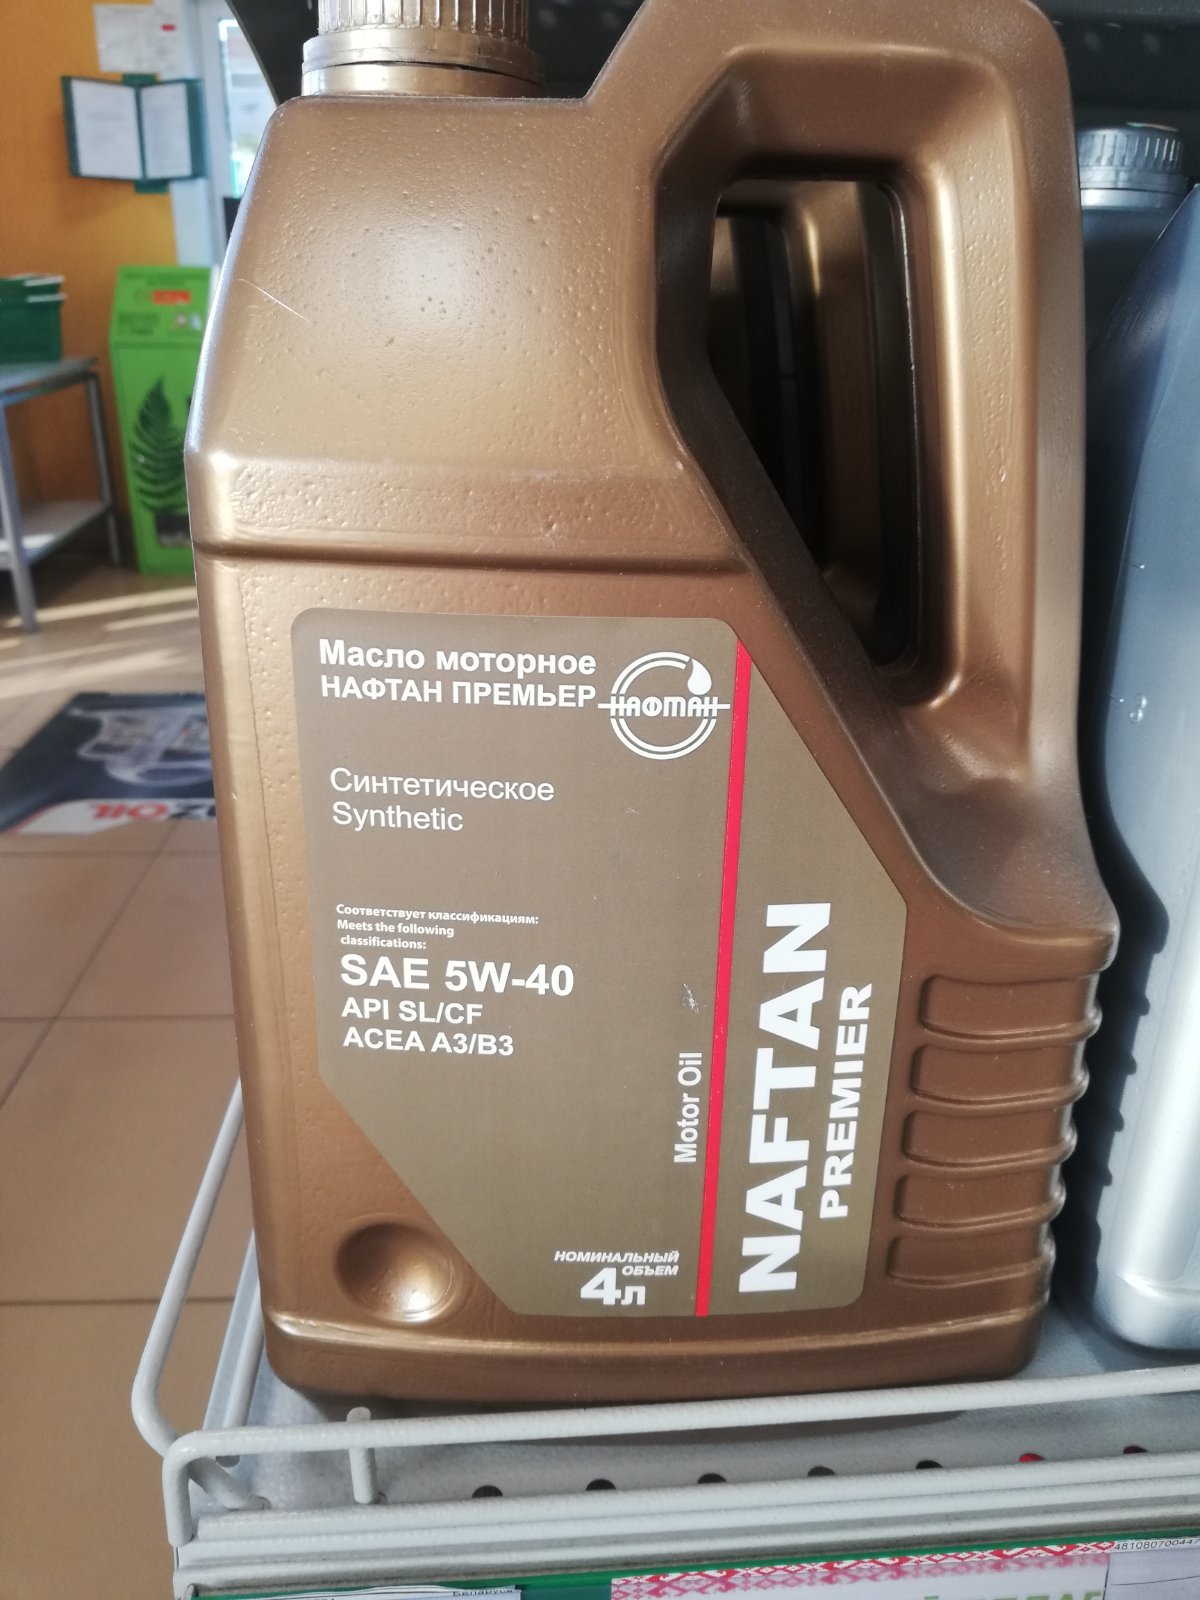 Масло моторное
НАФТАН ПРЕМЬЕР
НАФТАН
Синтетическое
Synthetic
Соответствует классификациям:
Meets the following
classifications:
SAE 5W-40
API SL/CF
ACEA A3/B3
Motor Oil
NAFTAN
PREMIER
НОМИНАЛЬНЫЙ
ОБЪЕМ
4л
Беларусь